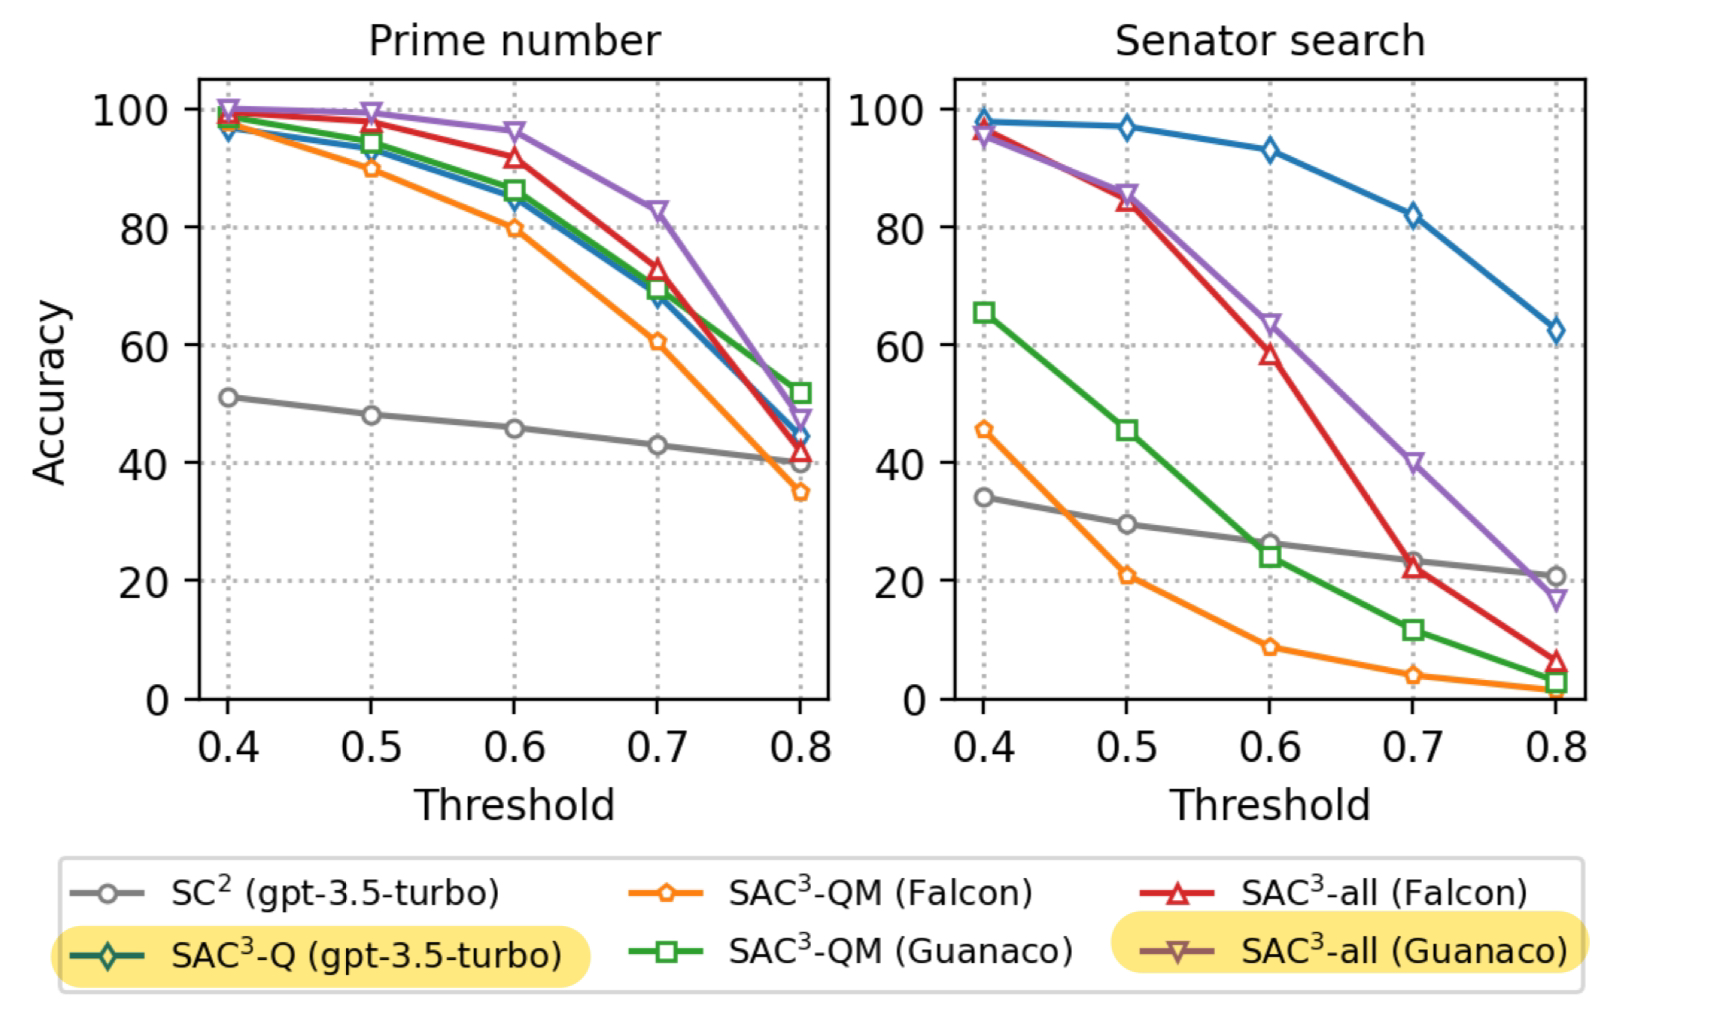 Prime number
Senator search
Accuracy
100
80
60
40
20
0
0.4 0.5 0.6 0.7 0.8
Threshold
100
80
60
40
20
0
0.4 0.5 0.6 0.7 0.8
Threshold
SC² (gpt-3.5-turbo)
SAC³-QM (Falcon)
SAC³-all (Falcon)
SAC³-Q (gpt-3.5-turbo)
SAC³-QM (Guanaco)
SAC³-all (Guanaco)